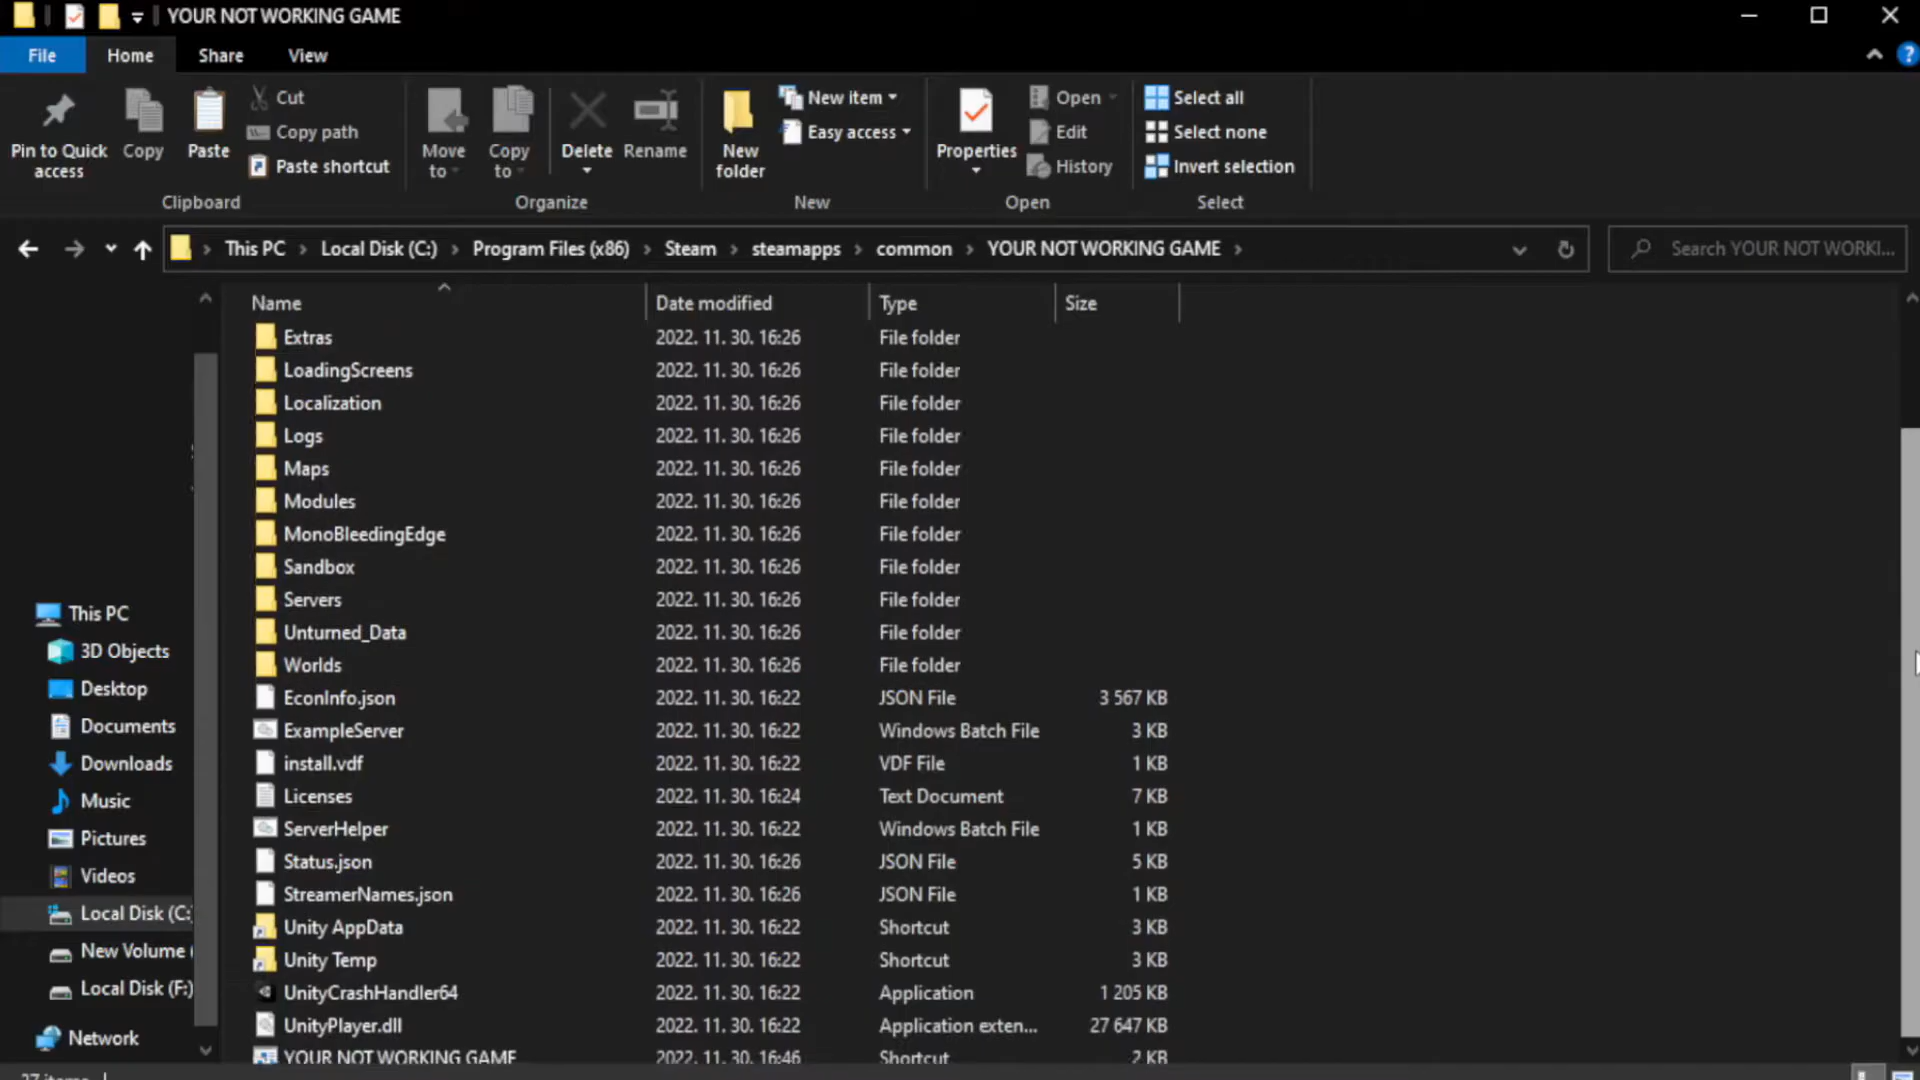 YOUR NOT WORKING GAME
File Home Share View
Pin to Quick access
Copy
Paste
Cut
Copy path
Paste shortcut
Clipboard
Move to
Copy to
Delete
Rename
Organize
New folder
New item
Easy access
New
Properties
Open
Edit
History
Open
Select all
Select none
Invert selection
Select
This PC Local Disk (C:) Program Files (x86) Steam steamapps common YOUR NOT WORKING GAME
Search YOUR NOT WORKI...
Name Date modified Type Size
Extras 2022. 11. 30. 16:26 File folder
LoadingScreens 2022. 11. 30. 16:26 File folder
Localization 2022. 11. 30. 16:26 File folder
Logs 2022. 11. 30. 16:26 File folder
Maps 2022. 11. 30. 16:26 File folder
Modules 2022. 11. 30. 16:26 File folder
MonoBleedingEdge 2022. 11. 30. 16:26 File folder
Sandbox 2022. 11. 30. 16:26 File folder
Servers 2022. 11. 30. 16:26 File folder
Unturned_Data 2022. 11. 30. 16:26 File folder
Worlds 2022. 11. 30. 16:26 File folder
EconInfo.json 2022. 11. 30. 16:22 JSON File 3 567 KB
ExampleServer 2022. 11. 30. 16:22 Windows Batch File 3 KB
install.vdf 2022. 11. 30. 16:22 VDF File 1 KB
Licenses 2022. 11. 30. 16:24 Text Document 7 KB
ServerHelper 2022. 11. 30. 16:22 Windows Batch File 1 KB
Status.json 2022. 11. 30. 16:26 JSON File 5 KB
StreamerNames.json 2022. 11. 30. 16:26 JSON File 1 KB
Unity AppData 2022. 11. 30. 16:22 Shortcut 3 KB
Unity Temp 2022. 11. 30. 16:22 Shortcut 3 KB
UnityCrashHandler64 2022. 11. 30. 16:22 Application 1 205 KB
UnityPlayer.dll 2022. 11. 30. 16:22 Application exten... 27 647 KB
YOUR NOT WORKING GAME 2022. 11. 30. 16:46 Shortcut 2 KB
This PC
3D Objects
Desktop
Documents
Downloads
Music
Pictures
Videos
Local Disk (C:)
New Volume (
Local Disk (F:)
Network